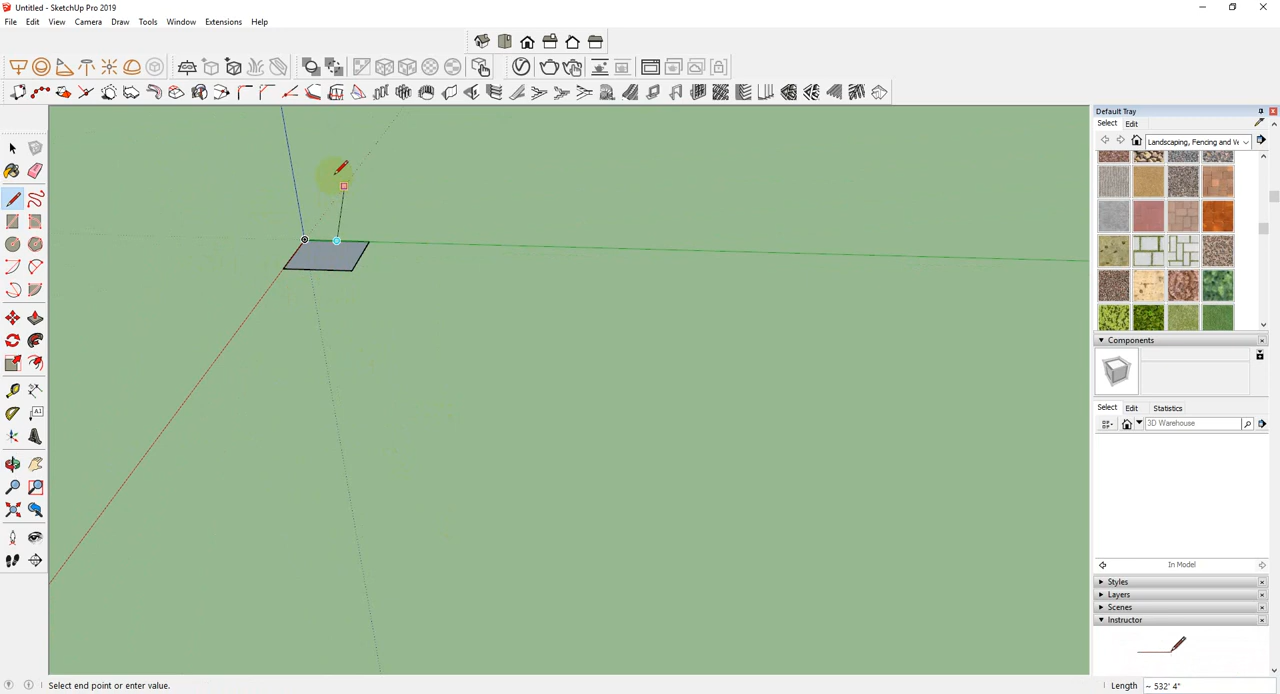 Untitled - SketchUp Pro 2019
File Edit View Camera Draw Tools Window Extensions Help
Default Tray
Select Edit
Landscaping, Fencing and Ve
Components
Select Edit Statistics
3D Warehouse
In Model
Styles
Layers
Scenes
Instructor
Select end point or enter value.
Length ~ 532' 4"